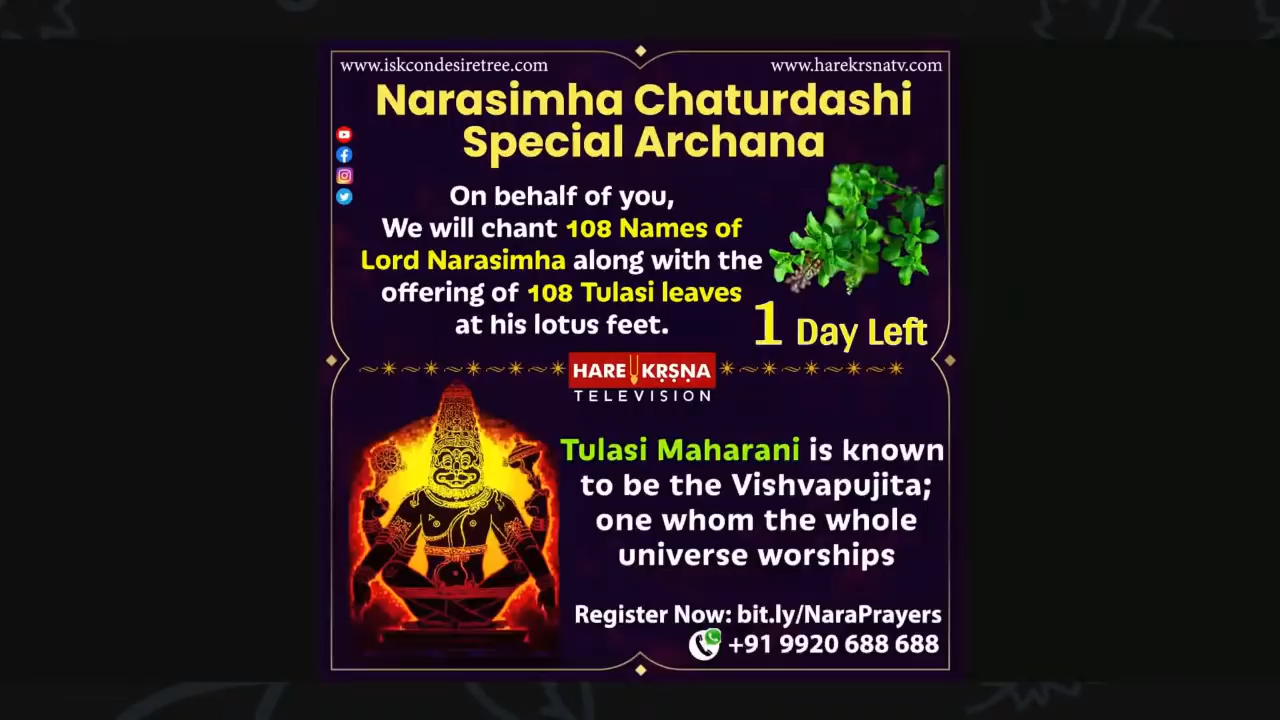 www.iskcondesiretree.com
www.harekrsnatv.com
Narasimha Chaturdashi
Special Archana
On behalf of you,
We will chant 108 Names of
Lord Narasimha along with the
offering of 108 Tulasi leaves
at his lotus feet.
1 Day Left
HARE KṚṢṆA
TELEVISION
Tulasi Maharani is known
to be the Vishvapujita;
one whom the whole
universe worships
Register Now: bit.ly/NaraPrayers
+91 9920 688 688